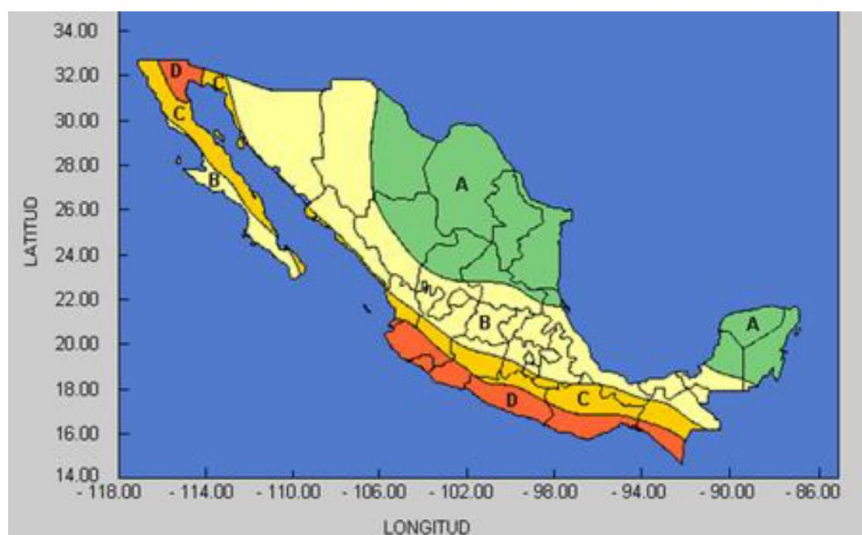 34.00
32.00
30.00
28.00
26.00
24.00
22.00
20.00
18.00
16.00
14.00
LATITUD
D
C
C
B
A
A
B
C
D
- 118.00 - 114.00 - 110.00 - 106.00 - 102.00 - 98.00 - 94.00 - 90.00 - 86.00
LONGITUD